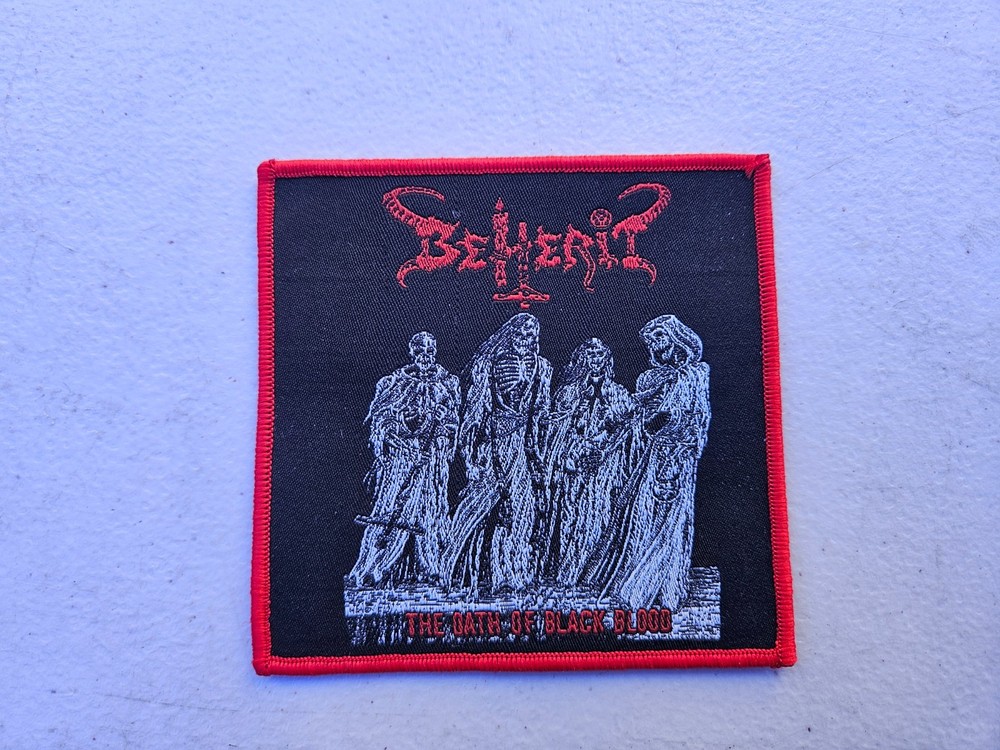 BEHERIT
THE OATH OF BLACK BLOOD